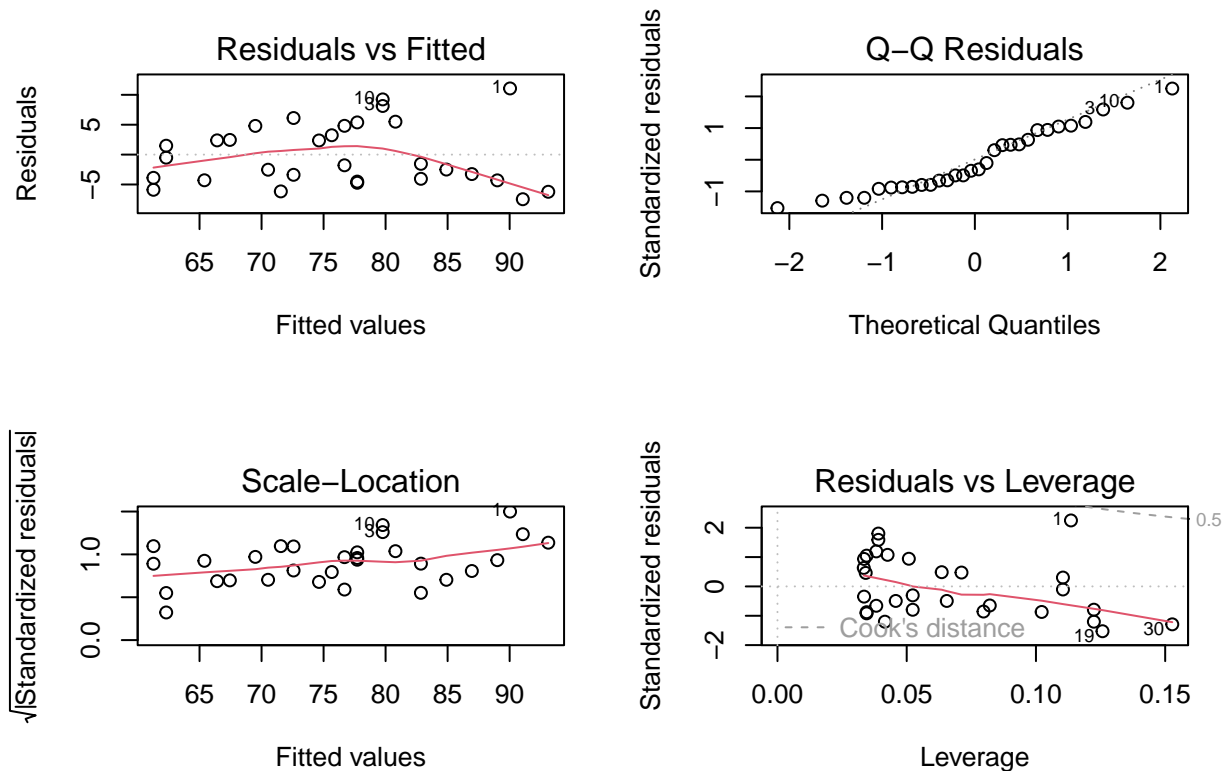 Residuals vs Fitted
Residuals
−5
5
1
10
3
65 70 75 80 85 90
Fitted values
Q−Q Residuals
Standardized residuals
−1
1
3
10
1
−2 −1 0 1 2
Theoretical Quantiles
Scale−Location
√|Standardized residuals|
0.0
1.0
1
10
3
65 70 75 80 85 90
Fitted values
Residuals vs Leverage
Standardized residuals
−2
0
2
0.5
1
Cook's distance
19
30
0.00 0.05 0.10 0.15
Leverage